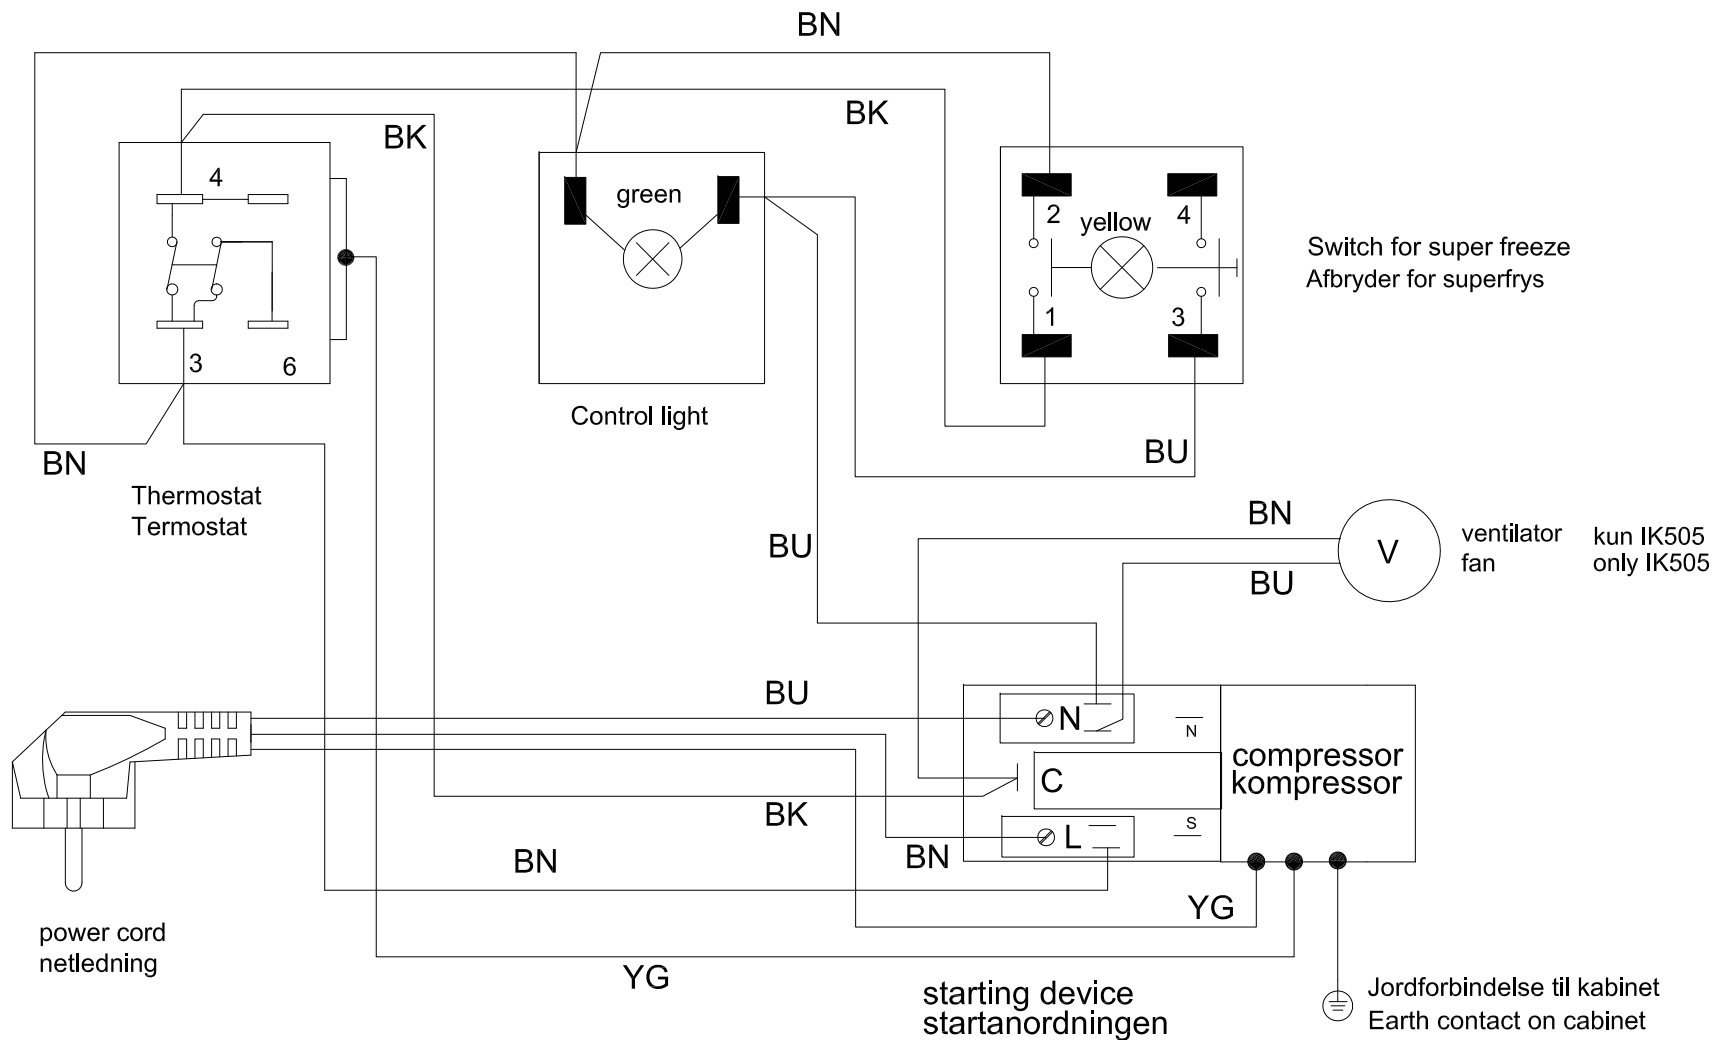 BN
BK
BK
4
green
2
yellow
4
Switch for super freeze
Afbryder for superfrys
1
3
3
6
Control light
BN
BU
Thermostat
Termostat
BN
BU
BU
V
ventilator
fan
kun IK505
only IK505
BU
N
N
compressor
kompressor
C
BK
S
L
BN
BN
YG
power cord
netledning
YG
starting device
startanordningen
Jordforbindelse til kabinet
Earth contact on cabinet